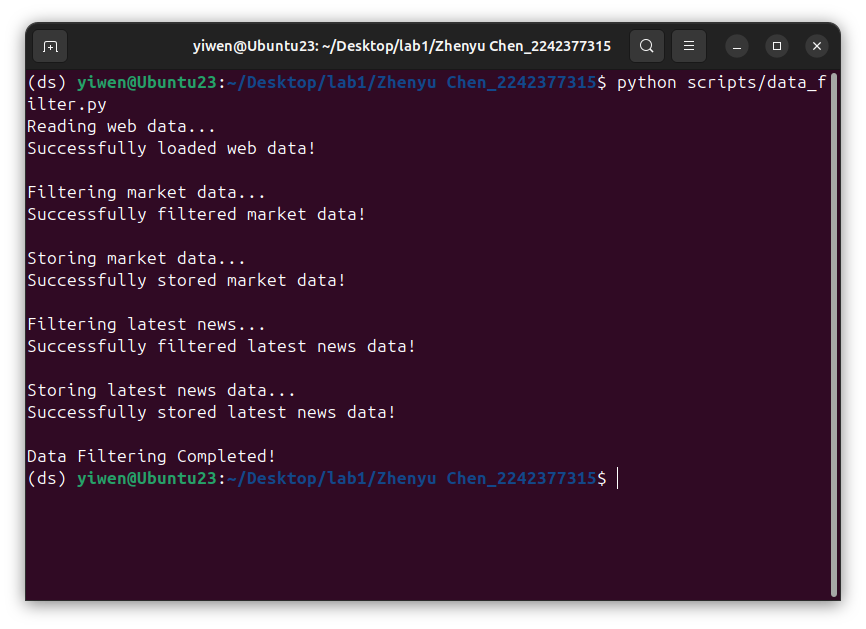 yiwen@Ubuntu23: ~/Desktop/lab1/Zhenyu Chen_2242377315
(ds) yiwen@Ubuntu23:~/Desktop/lab1/Zhenyu Chen_2242377315$ python scripts/data_f
ilter.py
Reading web data...
Successfully loaded web data!
Filtering market data...
Successfully filtered market data!
Storing market data...
Successfully stored market data!
Filtering latest news...
Successfully filtered latest news data!
Storing latest news data...
Successfully stored latest news data!
Data Filtering Completed!
(ds) yiwen@Ubuntu23:~/Desktop/lab1/Zhenyu Chen_2242377315$